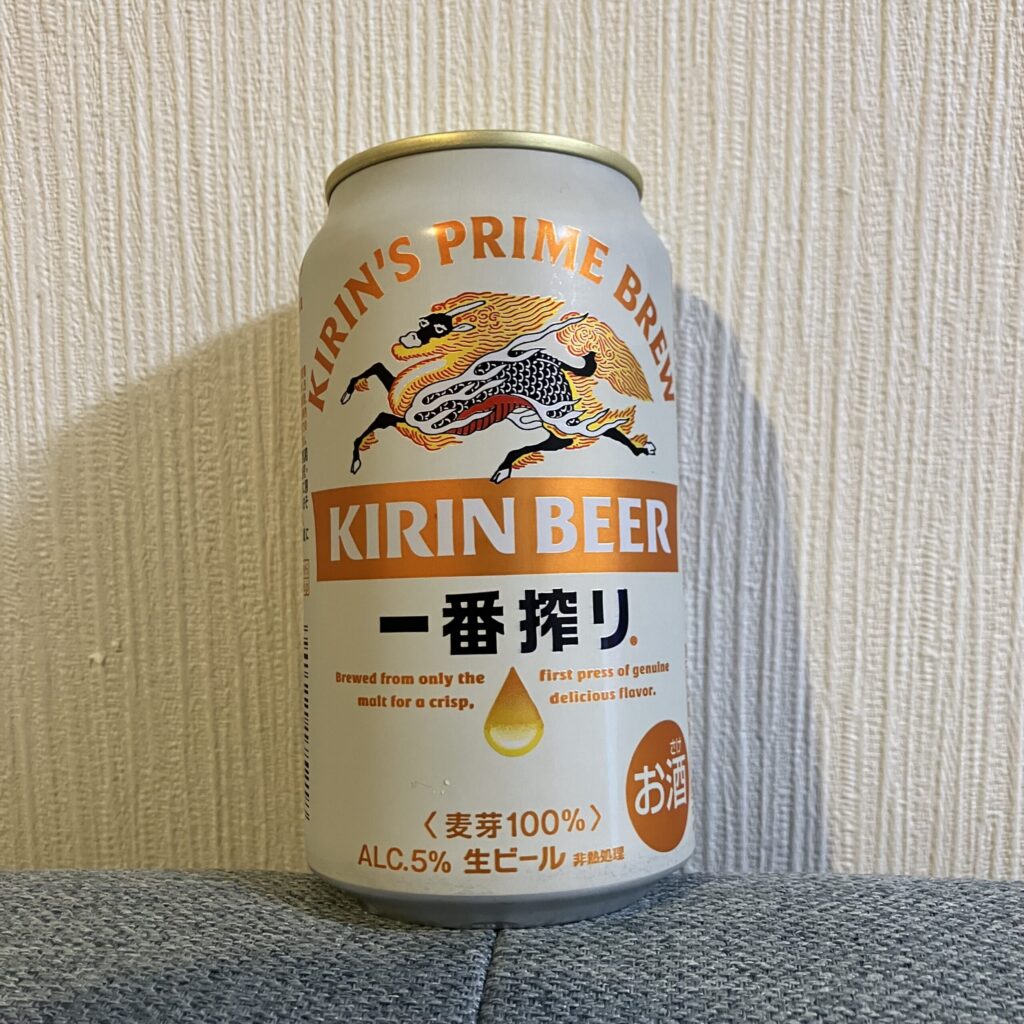 KIRIN'S PRIME BREW
KIRIN BEER
一番搾り®
Brewed from only the first press of genuine
malt for a crisp, delicious flavor.
さけ
お酒
〈麦芽100%〉
ALC.5% 生ビール 非熱処理